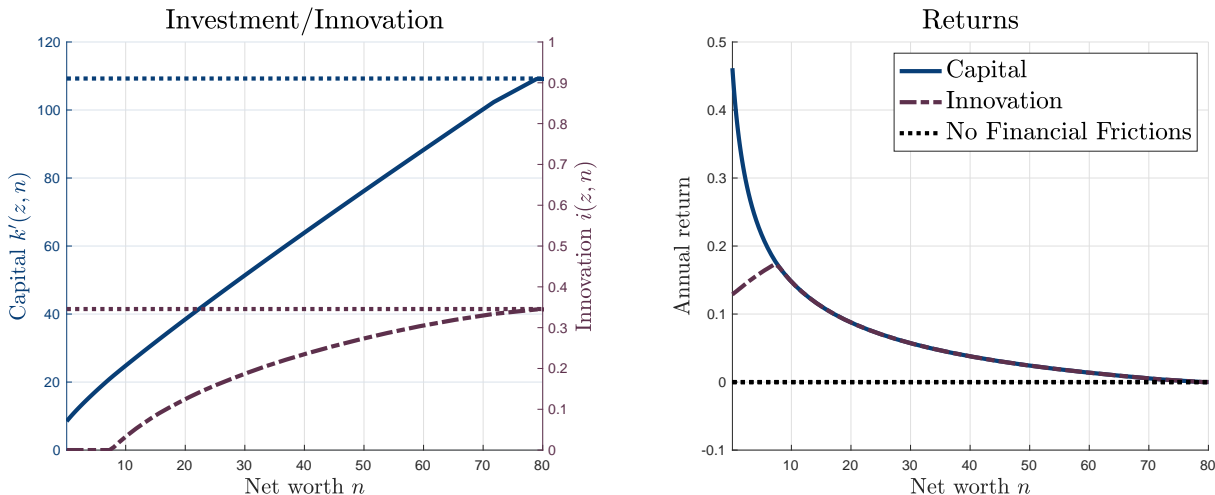 Investment/Innovation
120
100
80
60
40
20
0
1
0.9
0.8
0.7
0.6
0.5
0.4
0.3
0.2
0.1
0
10 20 30 40 50 60 70 80
Capital k′(z, n)
Innovation i(z, n)
Net worth n
Returns
0.5
0.4
0.3
0.2
0.1
0
-0.1
10 20 30 40 50 60 70 80
Annual return
Net worth n
Capital
Innovation
No Financial Frictions